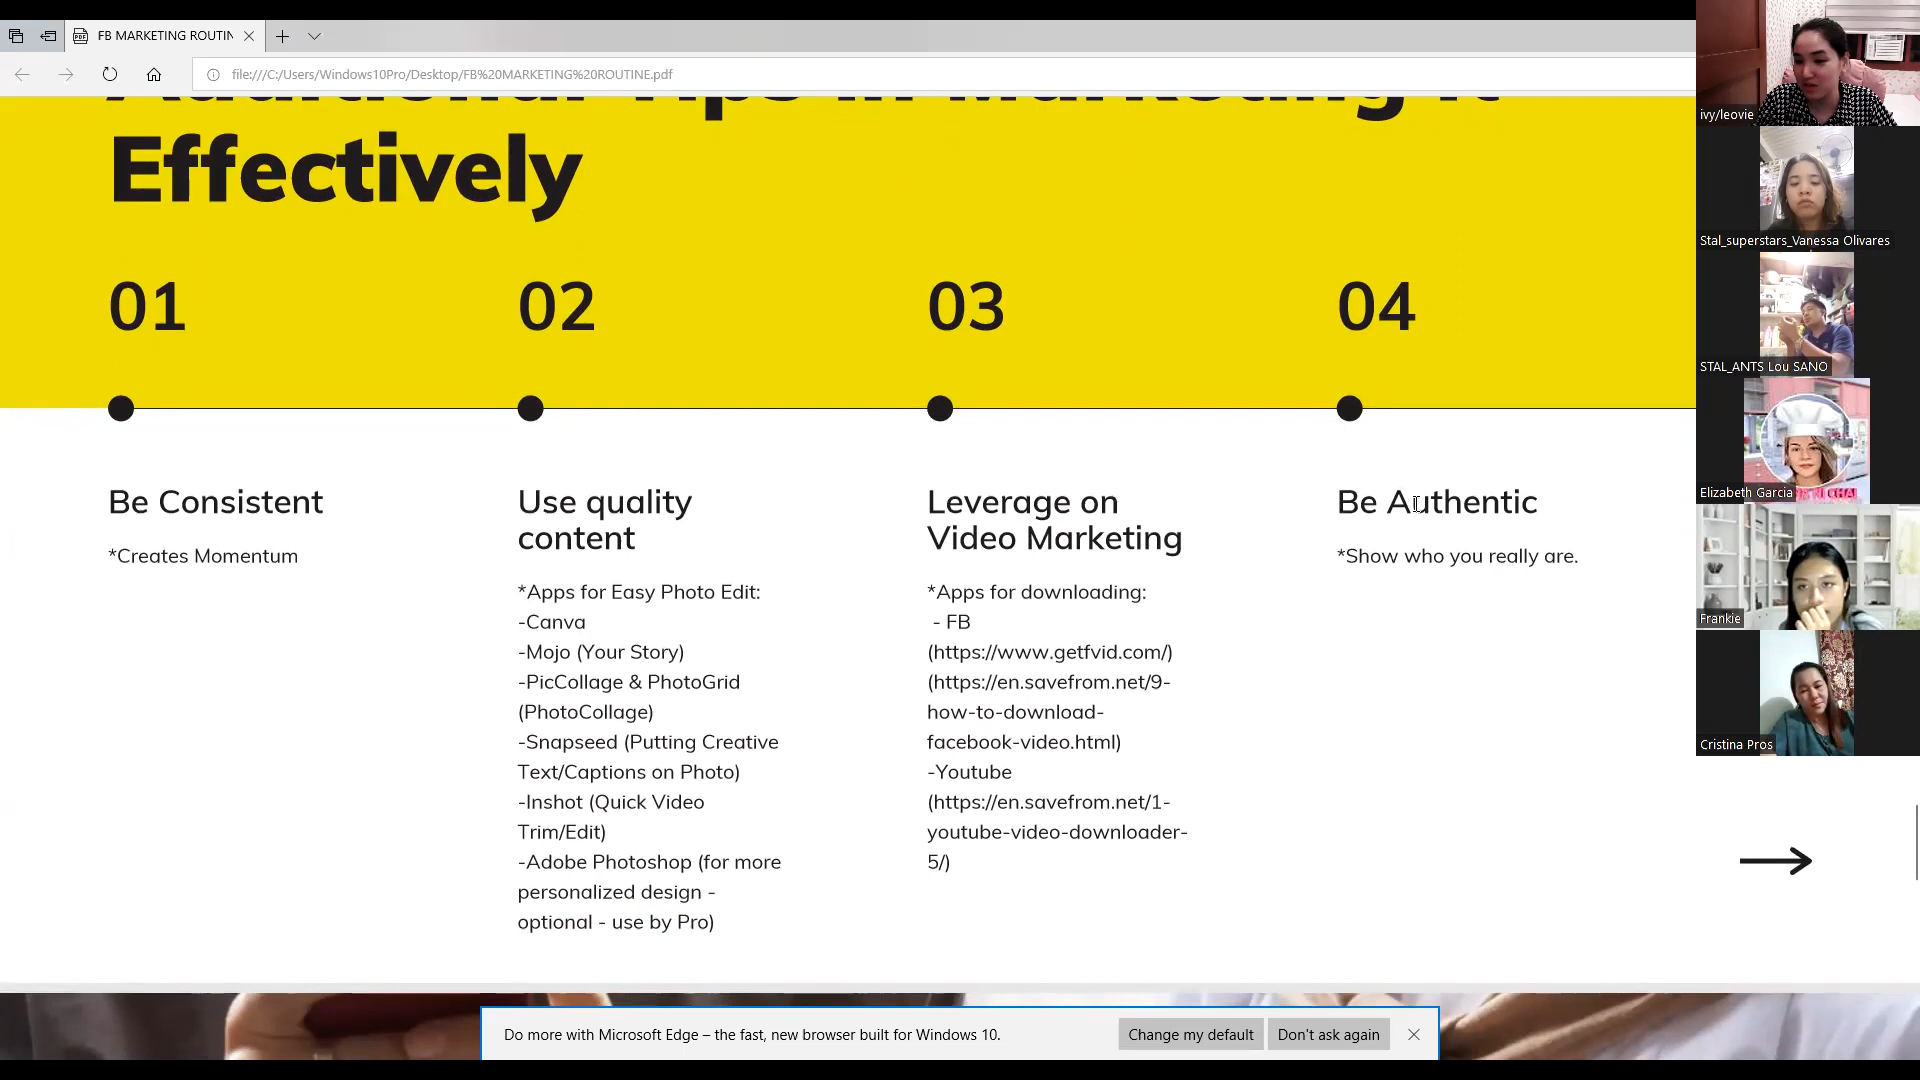 FB MARKETING ROUTIN
file:///C:/Users/Windows10Pro/Desktop/FB%20MARKETING%20ROUTINE.pdf
Additional Tips in Marketing it
Effectively
01
02
03
04
Be Consistent
*Creates Momentum
Use quality
content
*Apps for Easy Photo Edit:
-Canva
-Mojo (Your Story)
-PicCollage & PhotoGrid
(PhotoCollage)
-Snapseed (Putting Creative
Text/Captions on Photo)
-Inshot (Quick Video
Trim/Edit)
-Adobe Photoshop (for more
personalized design -
optional - use by Pro)
Leverage on
Video Marketing
*Apps for downloading:
- FB
(https://www.getfvid.com/)
(https://en.savefrom.net/9-
how-to-download-
facebook-video.html)
-Youtube
(https://en.savefrom.net/1-
youtube-video-downloader-
5/)
Be Authentic
*Show who you really are.
ivy/leovie
Stal_superstars_Vanessa Olivares
STAL_ANTS Lou SANO
Elizabeth Garcia
Frankie
Cristina Pros
Do more with Microsoft Edge – the fast, new browser built for Windows 10.
Change my default
Don't ask again